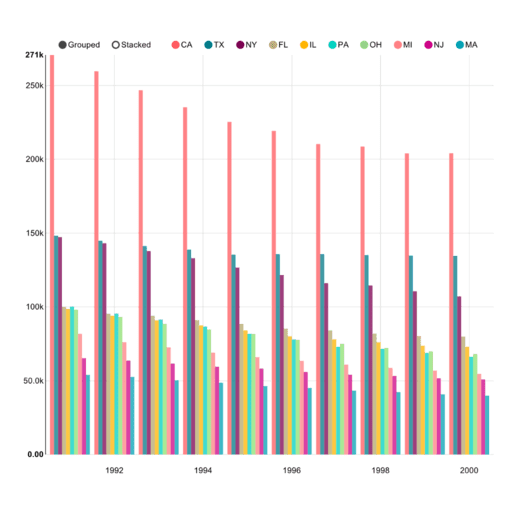 Grouped Stacked CA TX NY FL IL PA OH MI NJ MA
271k
250k
200k
150k
100k
50.0k
0.00
1992 1994 1996 1998 2000